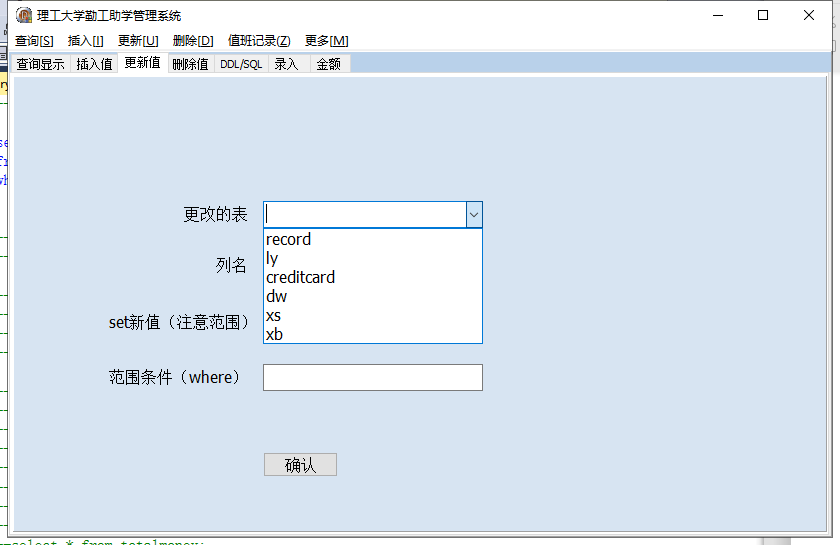 理工大学勤工助学管理系统
查询[S] 插入[I] 更新[U] 删除[D] 值班记录(Z) 更多[M]
查询显示 插入值 更新值 删除值 DDL/SQL 录入 金额
更改的表
record
列名
ly
creditcard
dw
xs
set新值（注意范围）
xb
范围条件（where）
确认
select * from totalmoney;